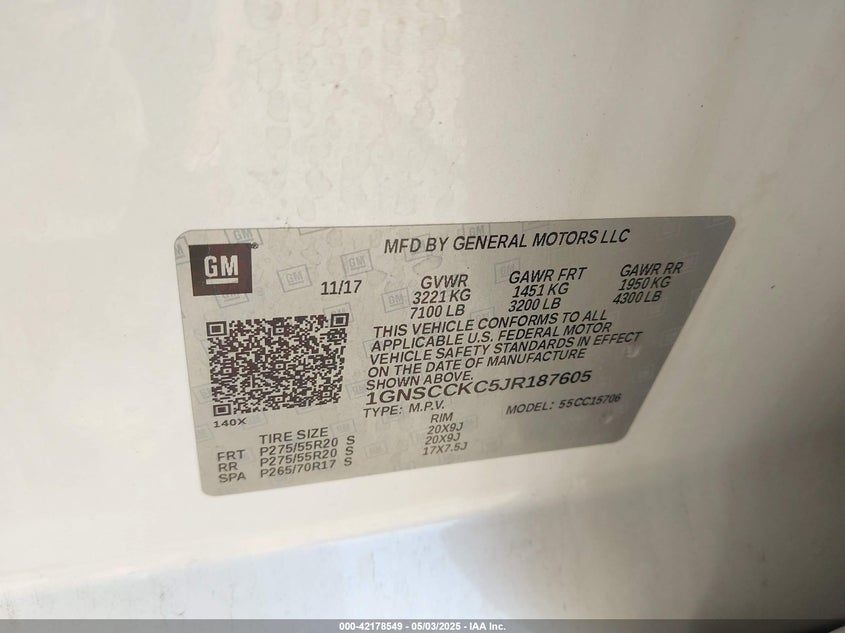 GM
MFD BY GENERAL MOTORS LLC
11/17
GVWR GAWR FRT GAWR RR
3221 KG 1451 KG 1950 KG
7100 LB 3200 LB 4300 LB
THIS VEHICLE CONFORMS TO ALL
APPLICABLE U.S. FEDERAL MOTOR
VEHICLE SAFETY STANDARDS IN EFFECT
ON THE DATE OF MANUFACTURE
SHOWN ABOVE.
1GNSCCKC5JR187605
TYPE: M.P.V. MODEL: 55CC15706
140X
TIRE SIZE RIM
FRT P275/55R20 S 20X9J
RR P275/55R20 S 20X9J
SPA P265/70R17 S 17X7.5J
000-42178549 - 05/03/2025 - IAA Inc.